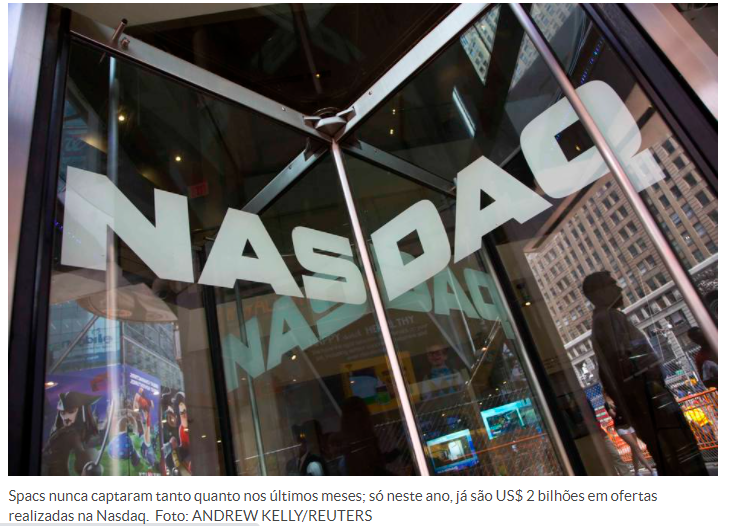 NASDAQ
NASDAQ
Spacs nunca captaram tanto quanto nos últimos meses; só neste ano, já são US$ 2 bilhões em ofertas
realizadas na Nasdaq. Foto: ANDREW KELLY/REUTERS